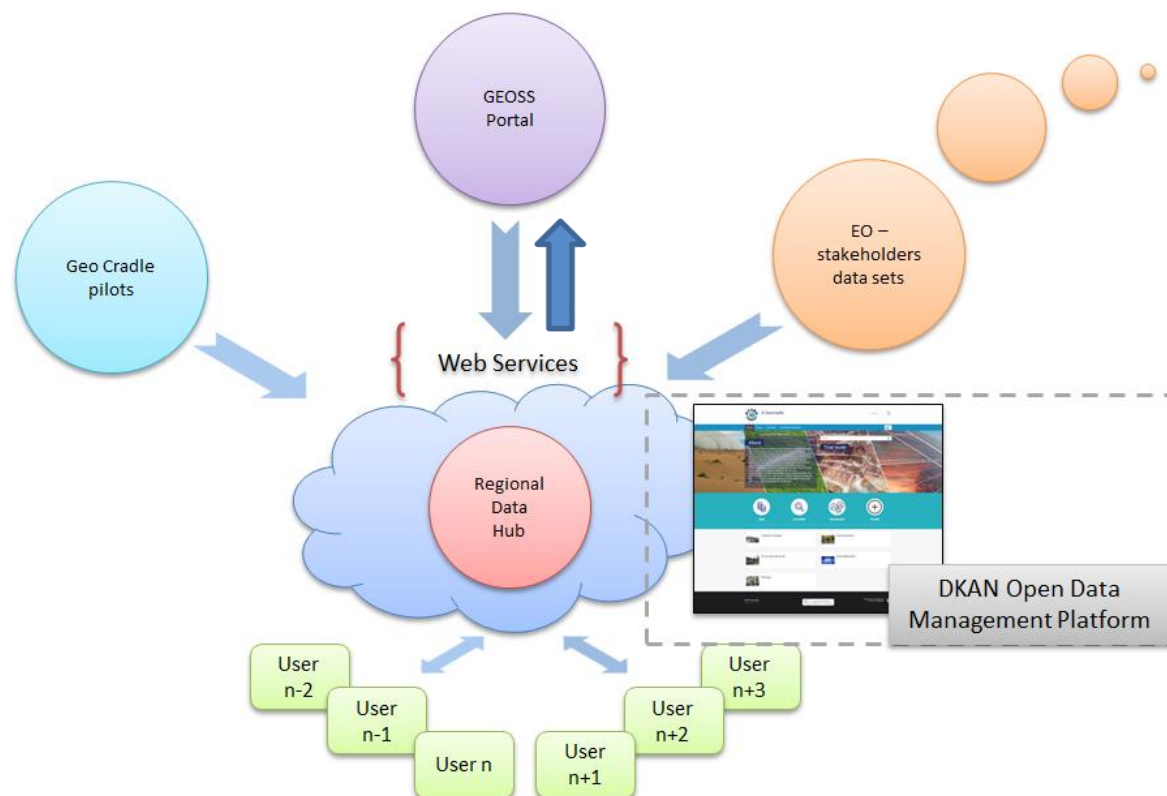 GEOSS
Portal
Geo Cradle
pilots
EO –
stakeholders
data sets
{ Web Services }
Regional
Data
Hub
DKAN Open Data
Management Platform
User
n-2
User
n-1
User n
User
n+1
User
n+2
User
n+3